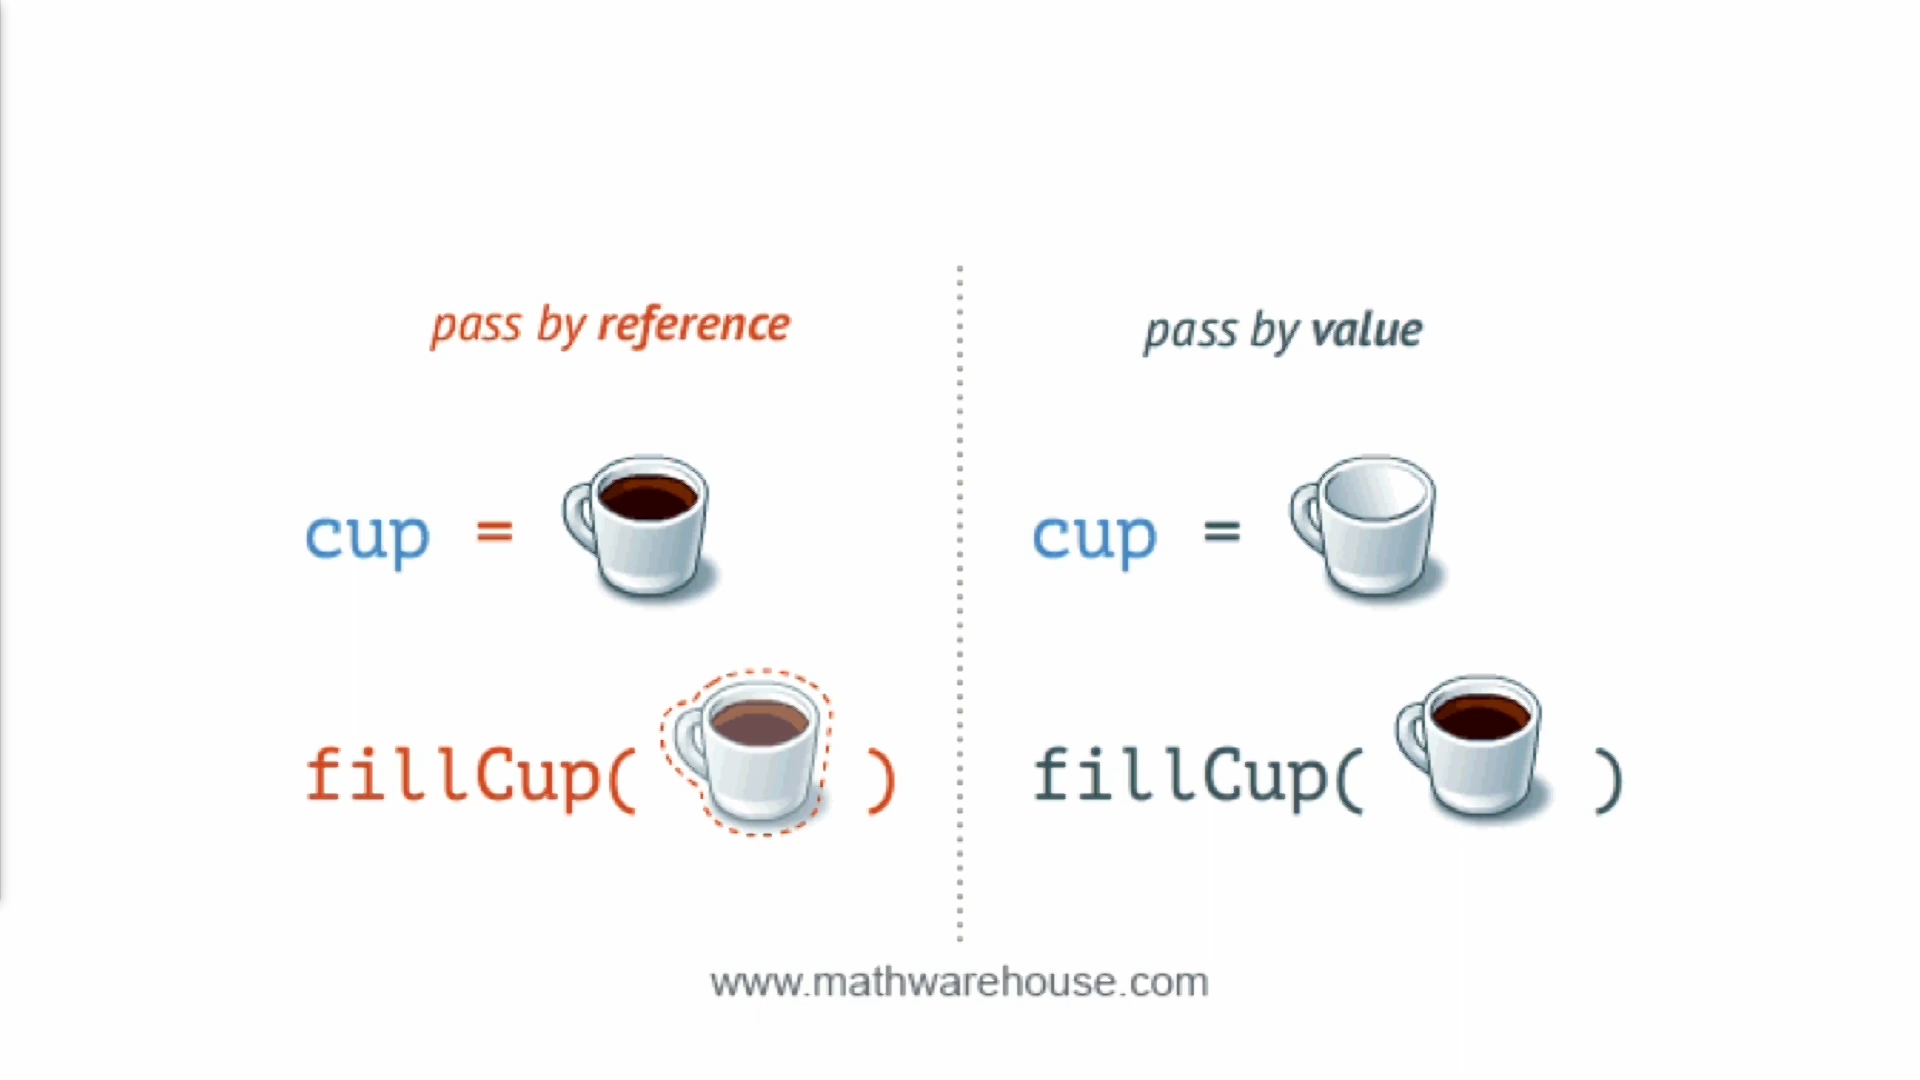 pass by reference
cup =
fillCup( )
pass by value
cup =
fillCup( )
www.mathwarehouse.com